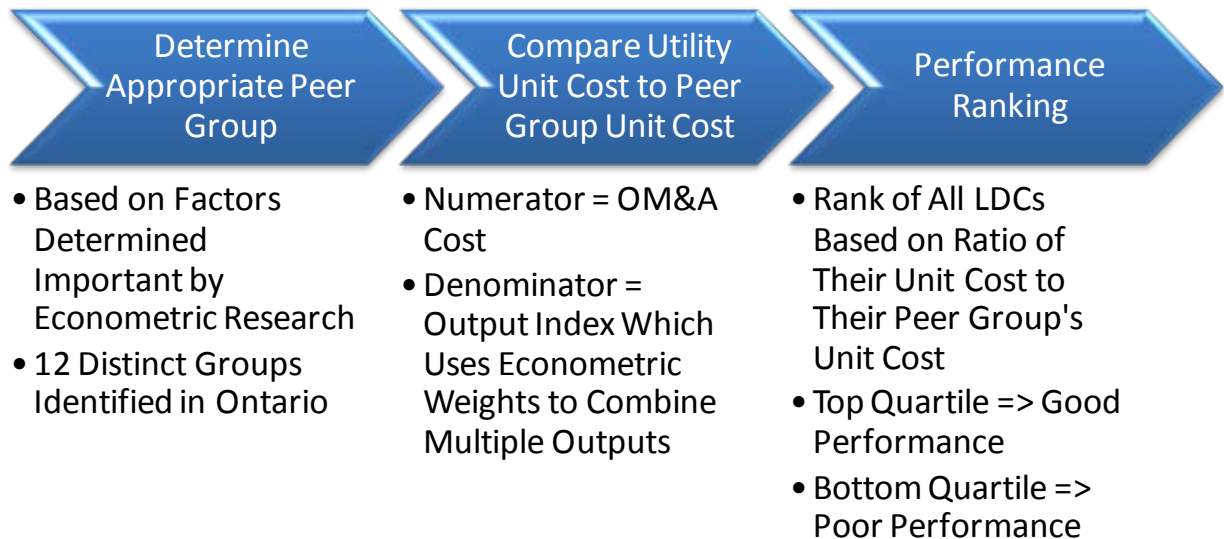 Determine
Appropriate Peer
Group
• Based on Factors
Determined
Important by
Econometric Research
• 12 Distinct Groups
Identified in Ontario
Compare Utility
Unit Cost to Peer
Group Unit Cost
• Numerator = OM&A
Cost
• Denominator =
Output Index Which
Uses Econometric
Weights to Combine
Multiple Outputs
Performance
Ranking
• Rank of All LDCs
Based on Ratio of
Their Unit Cost to
Their Peer Group's
Unit Cost
• Top Quartile => Good
Performance
• Bottom Quartile =>
Poor Performance